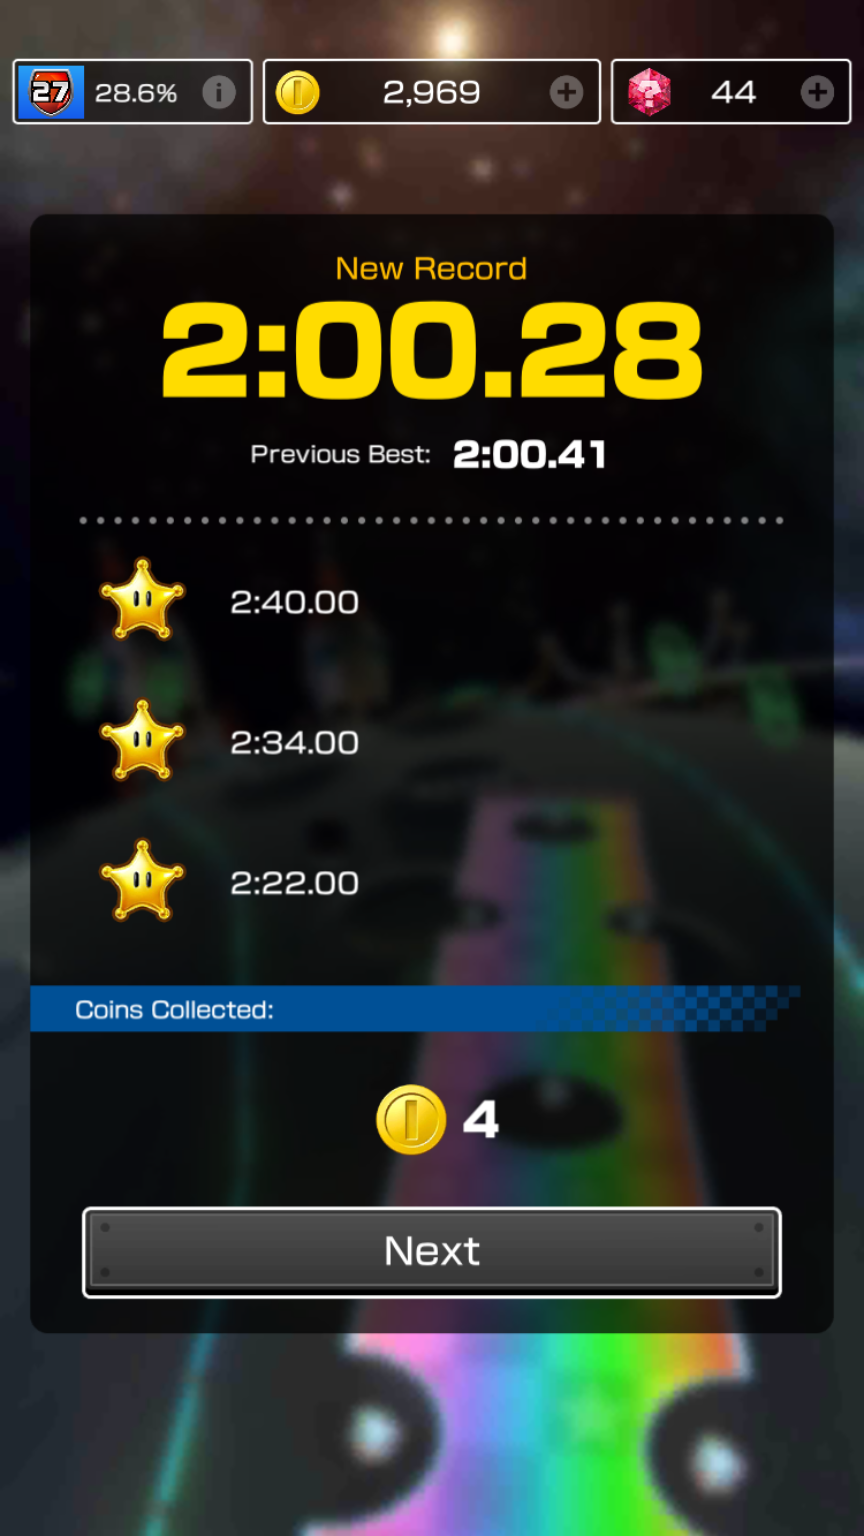 27 28.6% i 2,969 + ? 44 +
New Record
2:00.28
Previous Best: 2:00.41
2:40.00
2:34.00
2:22.00
Coins Collected:
4
Next